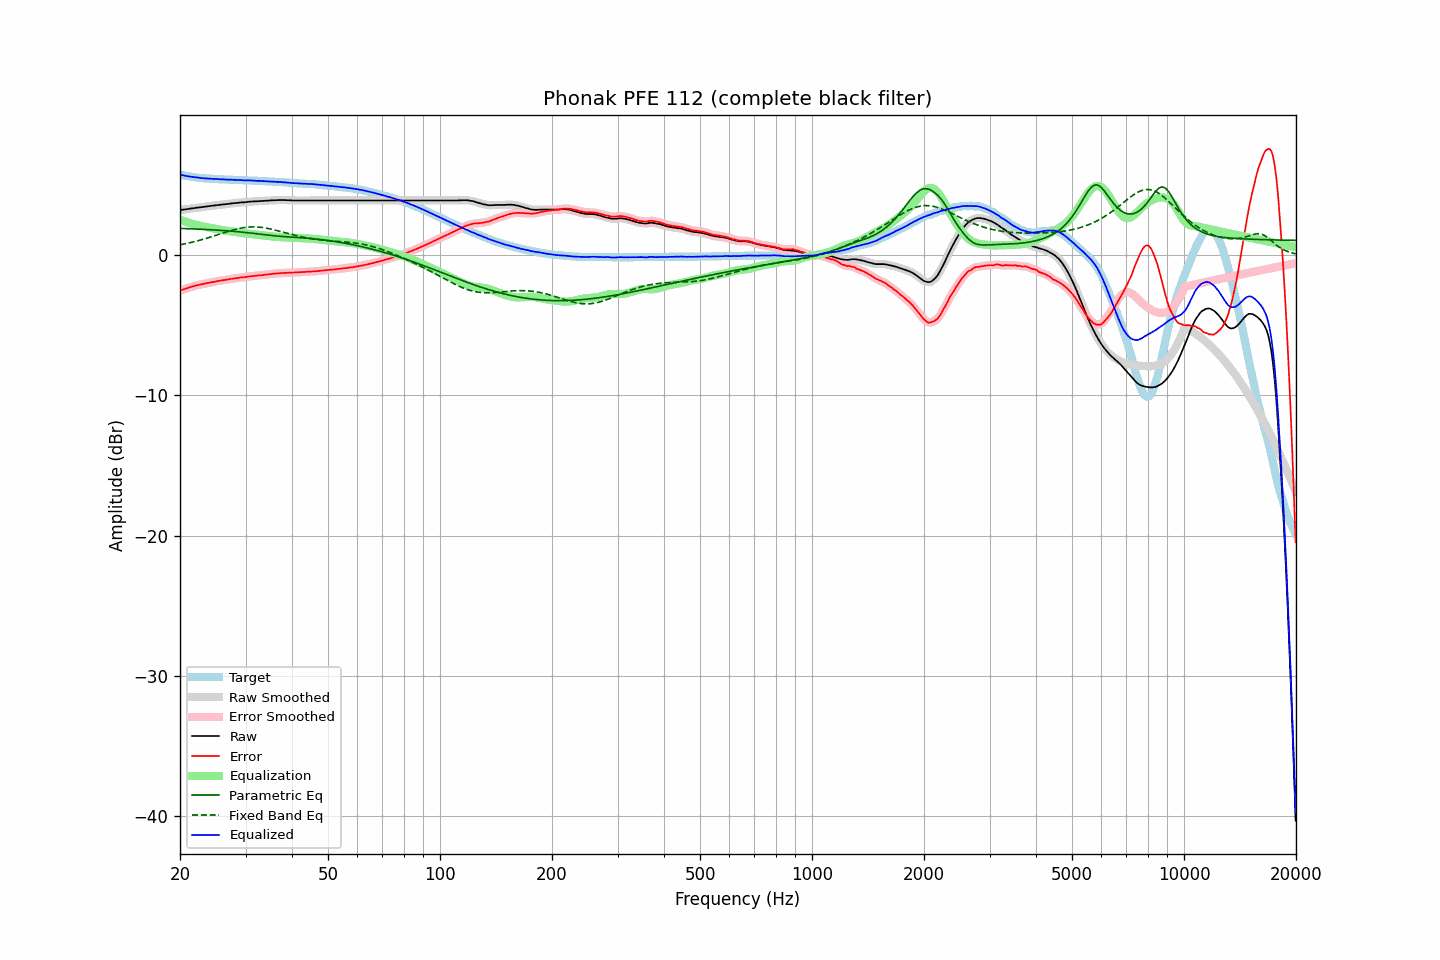 Phonak PFE 112 (complete black filter)
Amplitude (dBr)
0
−10
−20
−30
−40
Target
Raw Smoothed
Error Smoothed
Raw
Error
Equalization
Parametric Eq
Fixed Band Eq
Equalized
20 50 100 200 500 1000 2000 5000 10000 20000
Frequency (Hz)